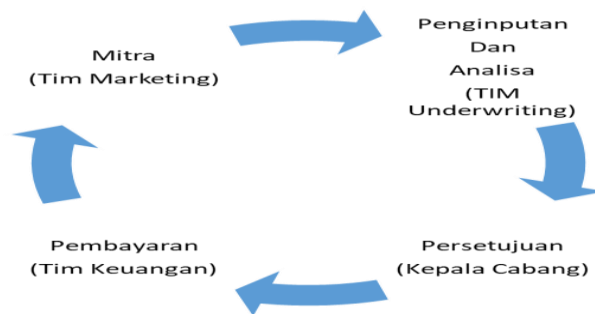 Mitra
(Tim Marketing)
Penginputan
Dan
Analisa
(TIM
Underwriting)
Persetujuan
(Kepala Cabang)
Pembayaran
(Tim Keuangan)